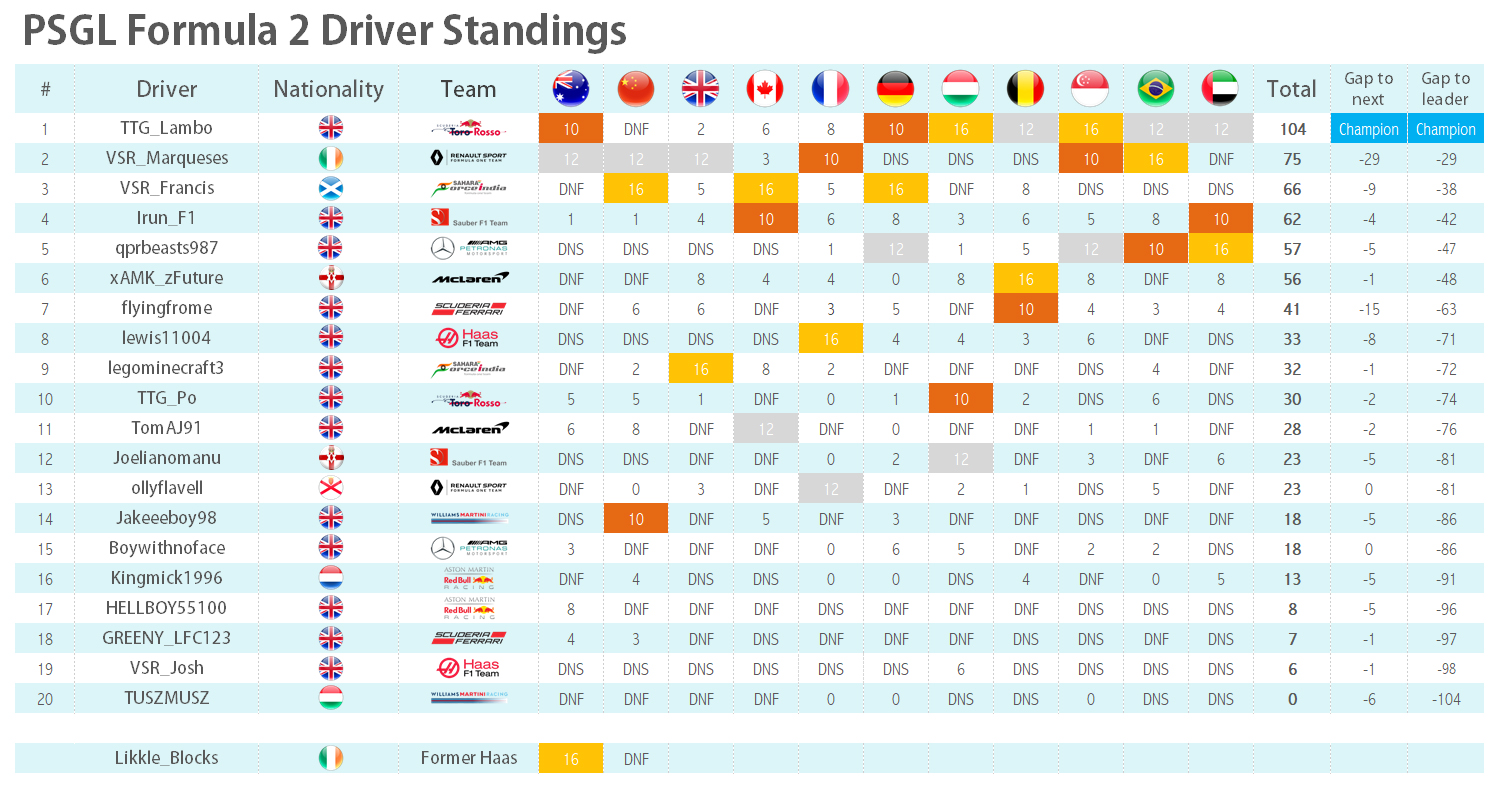 PSGL Formula 2 Driver Standings
# Driver Nationality Team Total Gap to next Gap to leader
1 TTG_Lambo Scuderia Toro Rosso 10 DNF 2 6 8 10 16 12 16 12 12 104 Champion Champion
2 VSR_Marqueses RENAULT SPORT FORMULA ONE TEAM 12 12 12 3 10 DNS DNS DNS 10 16 DNF 75 -29 -29
3 VSR_Francis SAHARA Force India DNF 16 5 16 5 16 DNF 8 DNS DNS DNS 66 -9 -38
4 Irun_F1 Sauber F1 Team 1 1 4 10 6 8 3 6 5 8 10 62 -4 -42
5 qprbeasts987 AMG PETRONAS MOTORSPORT DNS DNS DNS DNS 1 12 1 5 12 10 16 57 -5 -47
6 xAMK_zFuture McLaren DNF DNF 8 4 4 0 8 16 8 DNF 8 56 -1 -48
7 flyingfrome SCUDERIA FERRARI DNF 6 6 DNF 3 5 DNF 10 4 3 4 41 -15 -63
8 lewis11004 Haas F1 Team DNS DNS DNS DNS 16 4 4 3 6 DNF DNF 33 -8 -71
9 legominecraft3 SAHARA Force India DNF 2 16 8 2 DNF DNF DNF DNF 4 DNF 32 -1 -72
10 TTG_Po Scuderia Toro Rosso 5 5 1 DNF 0 1 10 2 DNS 6 DNS 30 -2 -74
11 TomAJ91 McLaren 6 8 DNF 12 DNF 0 DNF DNF 1 1 DNF 28 -2 -76
12 Joelianomanu Sauber F1 Team DNS DNS DNF DNF 0 2 12 DNF 3 DNF 6 23 -5 -81
13 ollyflavell RENAULT SPORT FORMULA ONE TEAM DNF 0 3 DNF 12 DNF 2 1 DNS 5 DNF 23 0 -81
14 Jakeeeboy98 WILLIAMS MARTINI RACING DNS 10 DNF 5 DNF 3 DNF DNF DNS DNF DNF 18 -5 -86
15 Boywithnoface AMG PETRONAS MOTORSPORT 3 DNF DNF DNF 0 6 5 DNF 2 2 DNS 18 0 -86
16 Kingmick1996 ASTON MARTIN Red Bull RACING DNF 4 DNS DNS 0 0 DNS 4 DNF 0 5 13 -5 -91
17 HELLBOY55100 ASTON MARTIN Red Bull RACING 8 DNF DNF DNF DNS DNF DNF DNS DNS DNS DNS 8 -5 -96
18 GREENY_LFC123 SCUDERIA FERRARI 4 3 DNF DNS DNF DNF DNS DNS DNS DNF DNS 7 -1 -97
19 VSR_Josh Haas F1 Team DNS DNS DNS DNS DNS DNS 6 DNS DNS DNS DNS 6 -1 -98
20 TUSZMUSZ WILLIAMS MARTINI RACING DNF DNF DNF DNF 0 0 DNS DNS 0 DNS DNS 0 -6 -104
Likkle_Blocks Former Haas 16 DNF